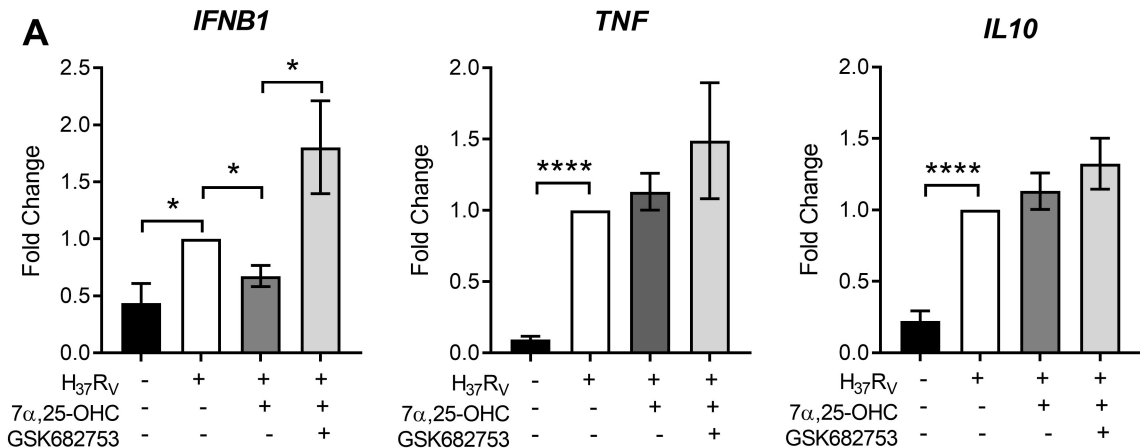 A
IFNB1
TNF
IL10
2.5
2.0
1.5
1.0
0.5
0.0
Fold Change
*
*
*
H37RV - + + +
7α,25-OHC - - + +
GSK682753 - - - +
2.0
1.5
1.0
0.5
0.0
Fold Change
****
H37RV - + + +
7α,25-OHC - - + +
GSK682753 - - - +
2.0
1.5
1.0
0.5
0.0
Fold Change
****
H37RV - + + +
7α,25-OHC - - + +
GSK682753 - - - +